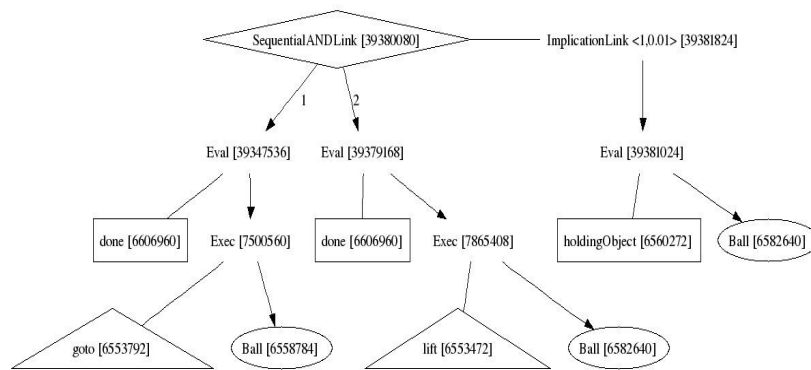 SequentialANDLink [39380080]
ImplicationLink <1,0.01> [39381824]
1
2
Eval [39347536]
Eval [39379168]
Eval [39381024]
done [6606960]
Exec [7500560]
done [6606960]
Exec [7865408]
holdingObject [6560272]
Ball [6582640]
goto [6553792]
Ball [6558784]
lift [6553472]
Ball [6582640]